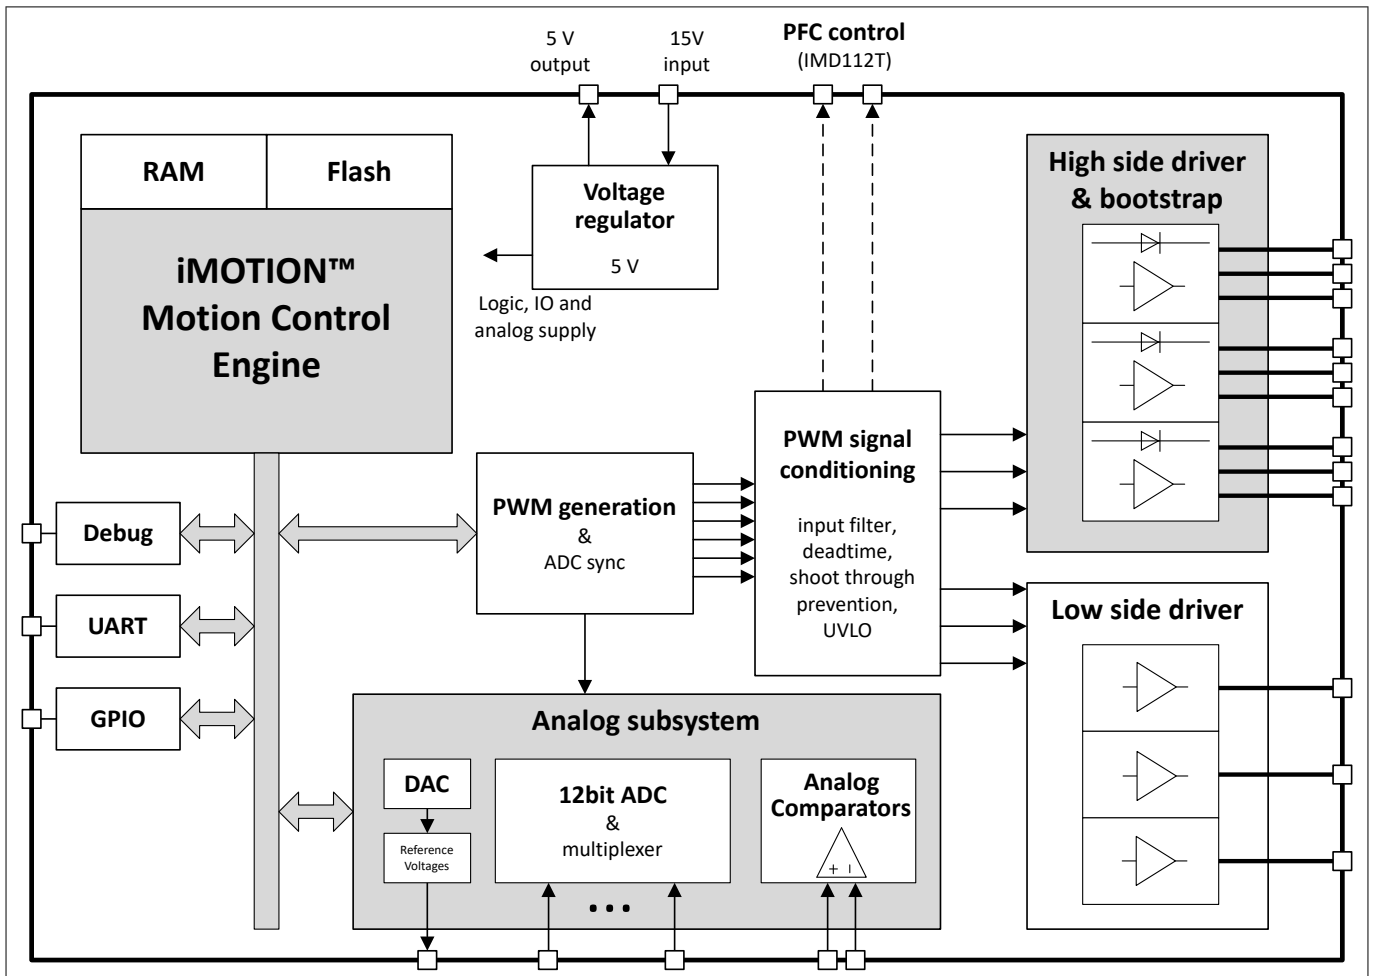 5 V
output
15V
input
PFC control
(IMD112T)
RAM
Flash
iMOTION™
Motion Control
Engine
Voltage
regulator
5 V
Logic, IO and
analog supply
High side driver
& bootstrap
PWM signal
conditioning
input filter,
deadtime,
shoot through
prevention,
UVLO
PWM generation
&
ADC sync
Debug
UART
GPIO
Low side driver
Analog subsystem
DAC
Reference
Voltages
12bit ADC
&
multiplexer
Analog
Comparators
+ –
...